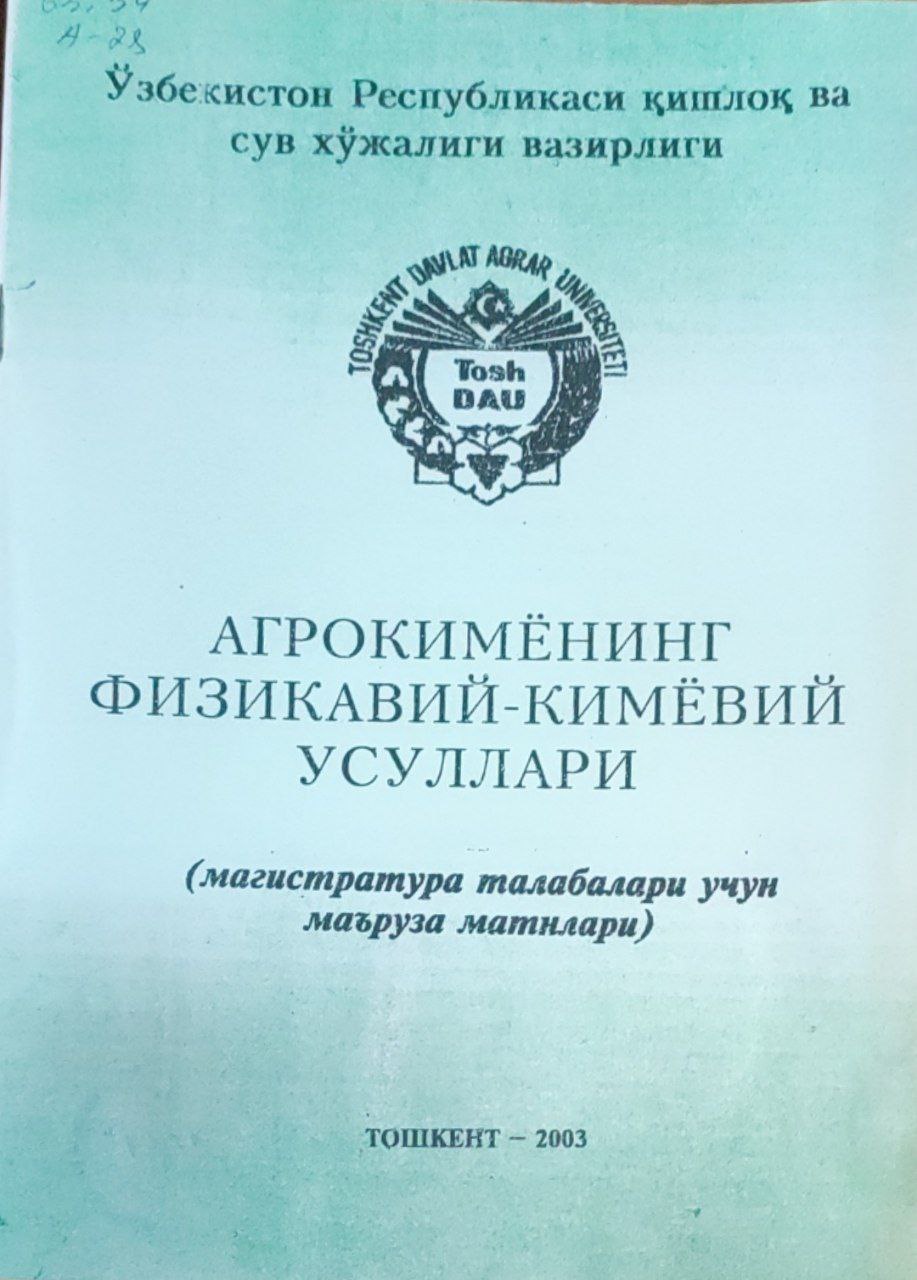 А-28
Ўзбекистон Республикаси қишлоқ ва
сув хўжалиги вазирлиги
TOSHKENT DAVLAT AGRAR UNIVERSITETI
Tosh
DAU
АГРОКИМЁНИНГ
ФИЗИКАВИЙ-КИМЁВИЙ
УСУЛЛАРИ
(магистратура талабалари учун
маъруза матнлари)
ТОШКЕНТ – 2003